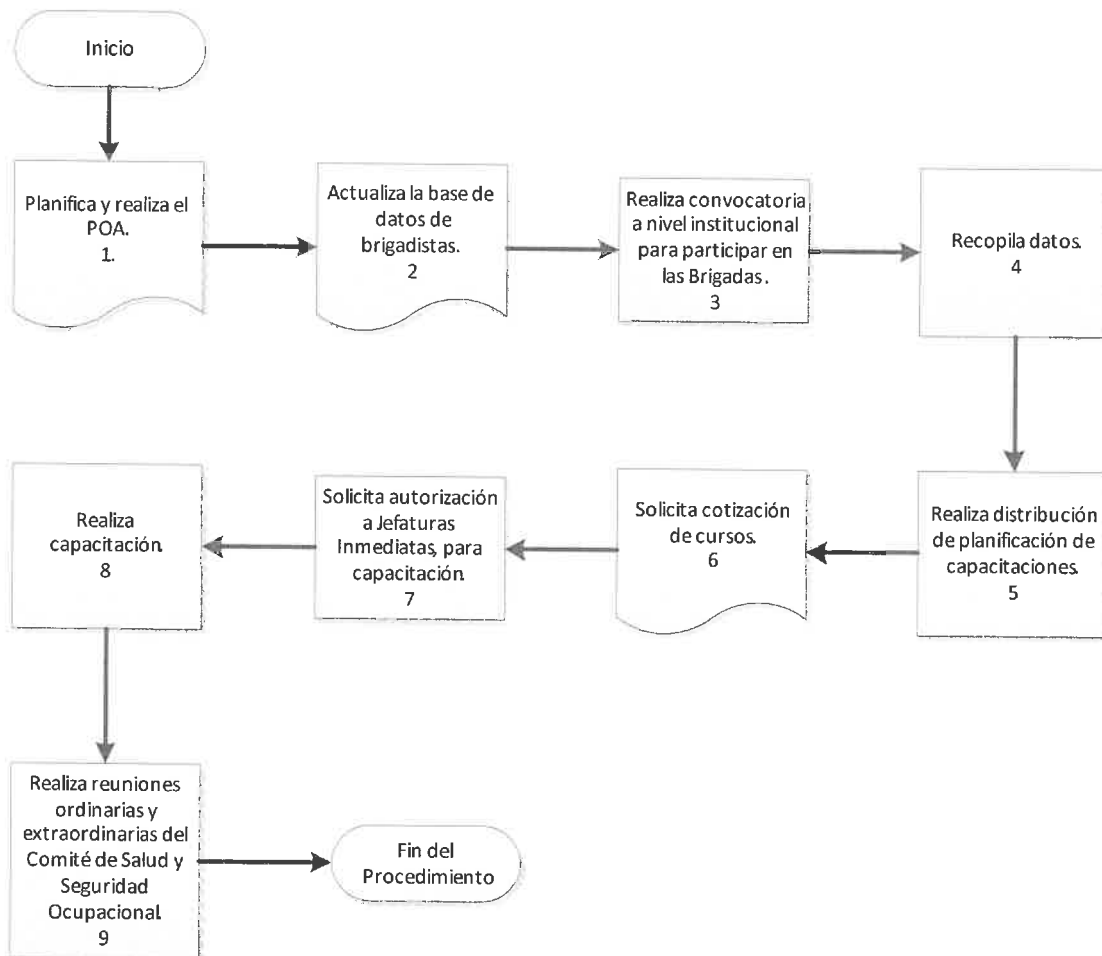 Inicio
Planifica y realiza el
POA.
1.
Actualiza la base de
datos de
brigadistas.
2
Realiza convocatoria
a nivel institucional
para participar en
las Brigadas.
3
Recopila datos.
4
Realiza distribución
de planificación de
capacitaciones.
5
Solicita cotización
de cursos.
6
Solicita autorización
a Jefaturas
Inmediatas, para
capacitación.
7
Realiza
capacitación.
8
Realiza reuniones
ordinarias y
extraordinarias del
Comité de Salud y
Seguridad
Ocupacional.
9
Fin del
Procedimiento